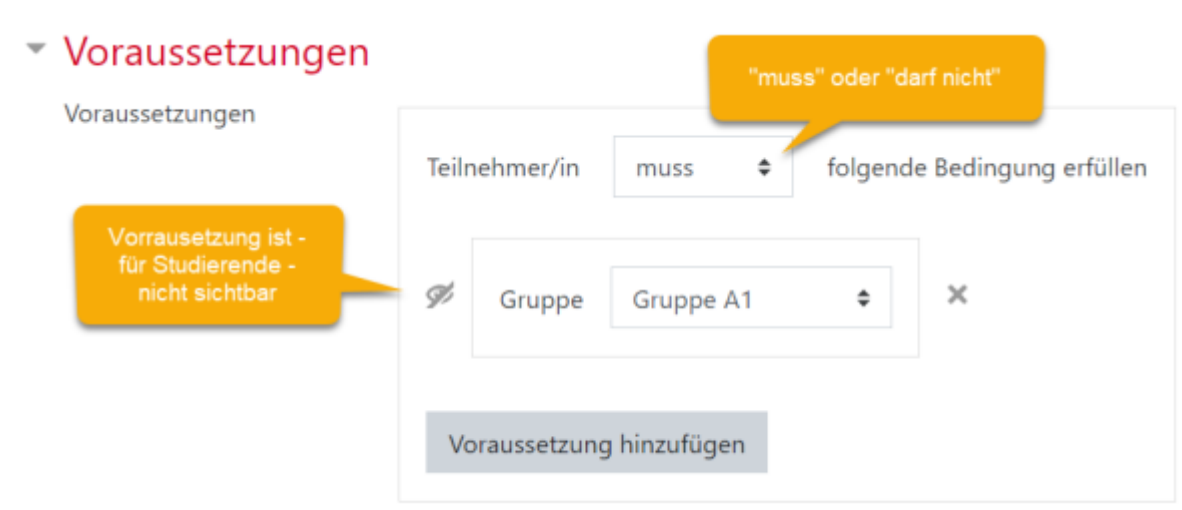 Voraussetzungen
"muss" oder "darf nicht"
Voraussetzungen
Teilnehmer/in muss folgende Bedingung erfüllen
Vorrausetzung ist -
für Studierende -
nicht sichtbar
Gruppe Gruppe A1
Voraussetzung hinzufügen